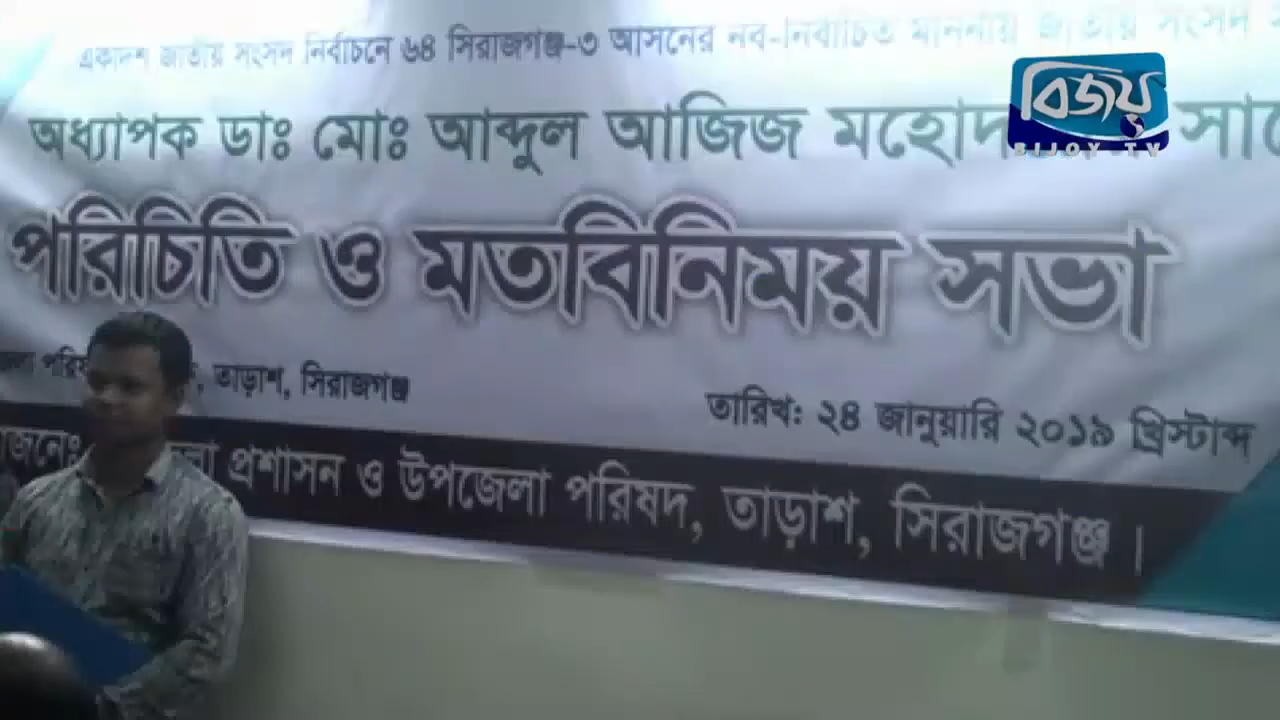 একাদশ জাতীয় সংসদ নির্বাচনে ৬৪ সিরাজগঞ্জ-৩ আসনের নব-নির্বাচিত মাননীয় জাতীয় সংসদ
অধ্যাপক ডাঃ মোঃ আব্দুল আজিজ
বিজয়
BIJOY TV
পরিচিতি ও মতবিনিময় সভা
তাড়াশ, সিরাজগঞ্জ
তারিখ: ২৪ জানুয়ারি ২০১৯ খ্রিস্টাব্দ
প্রশাসন ও উপজেলা পরিষদ, তাড়াশ, সিরাজগঞ্জ।